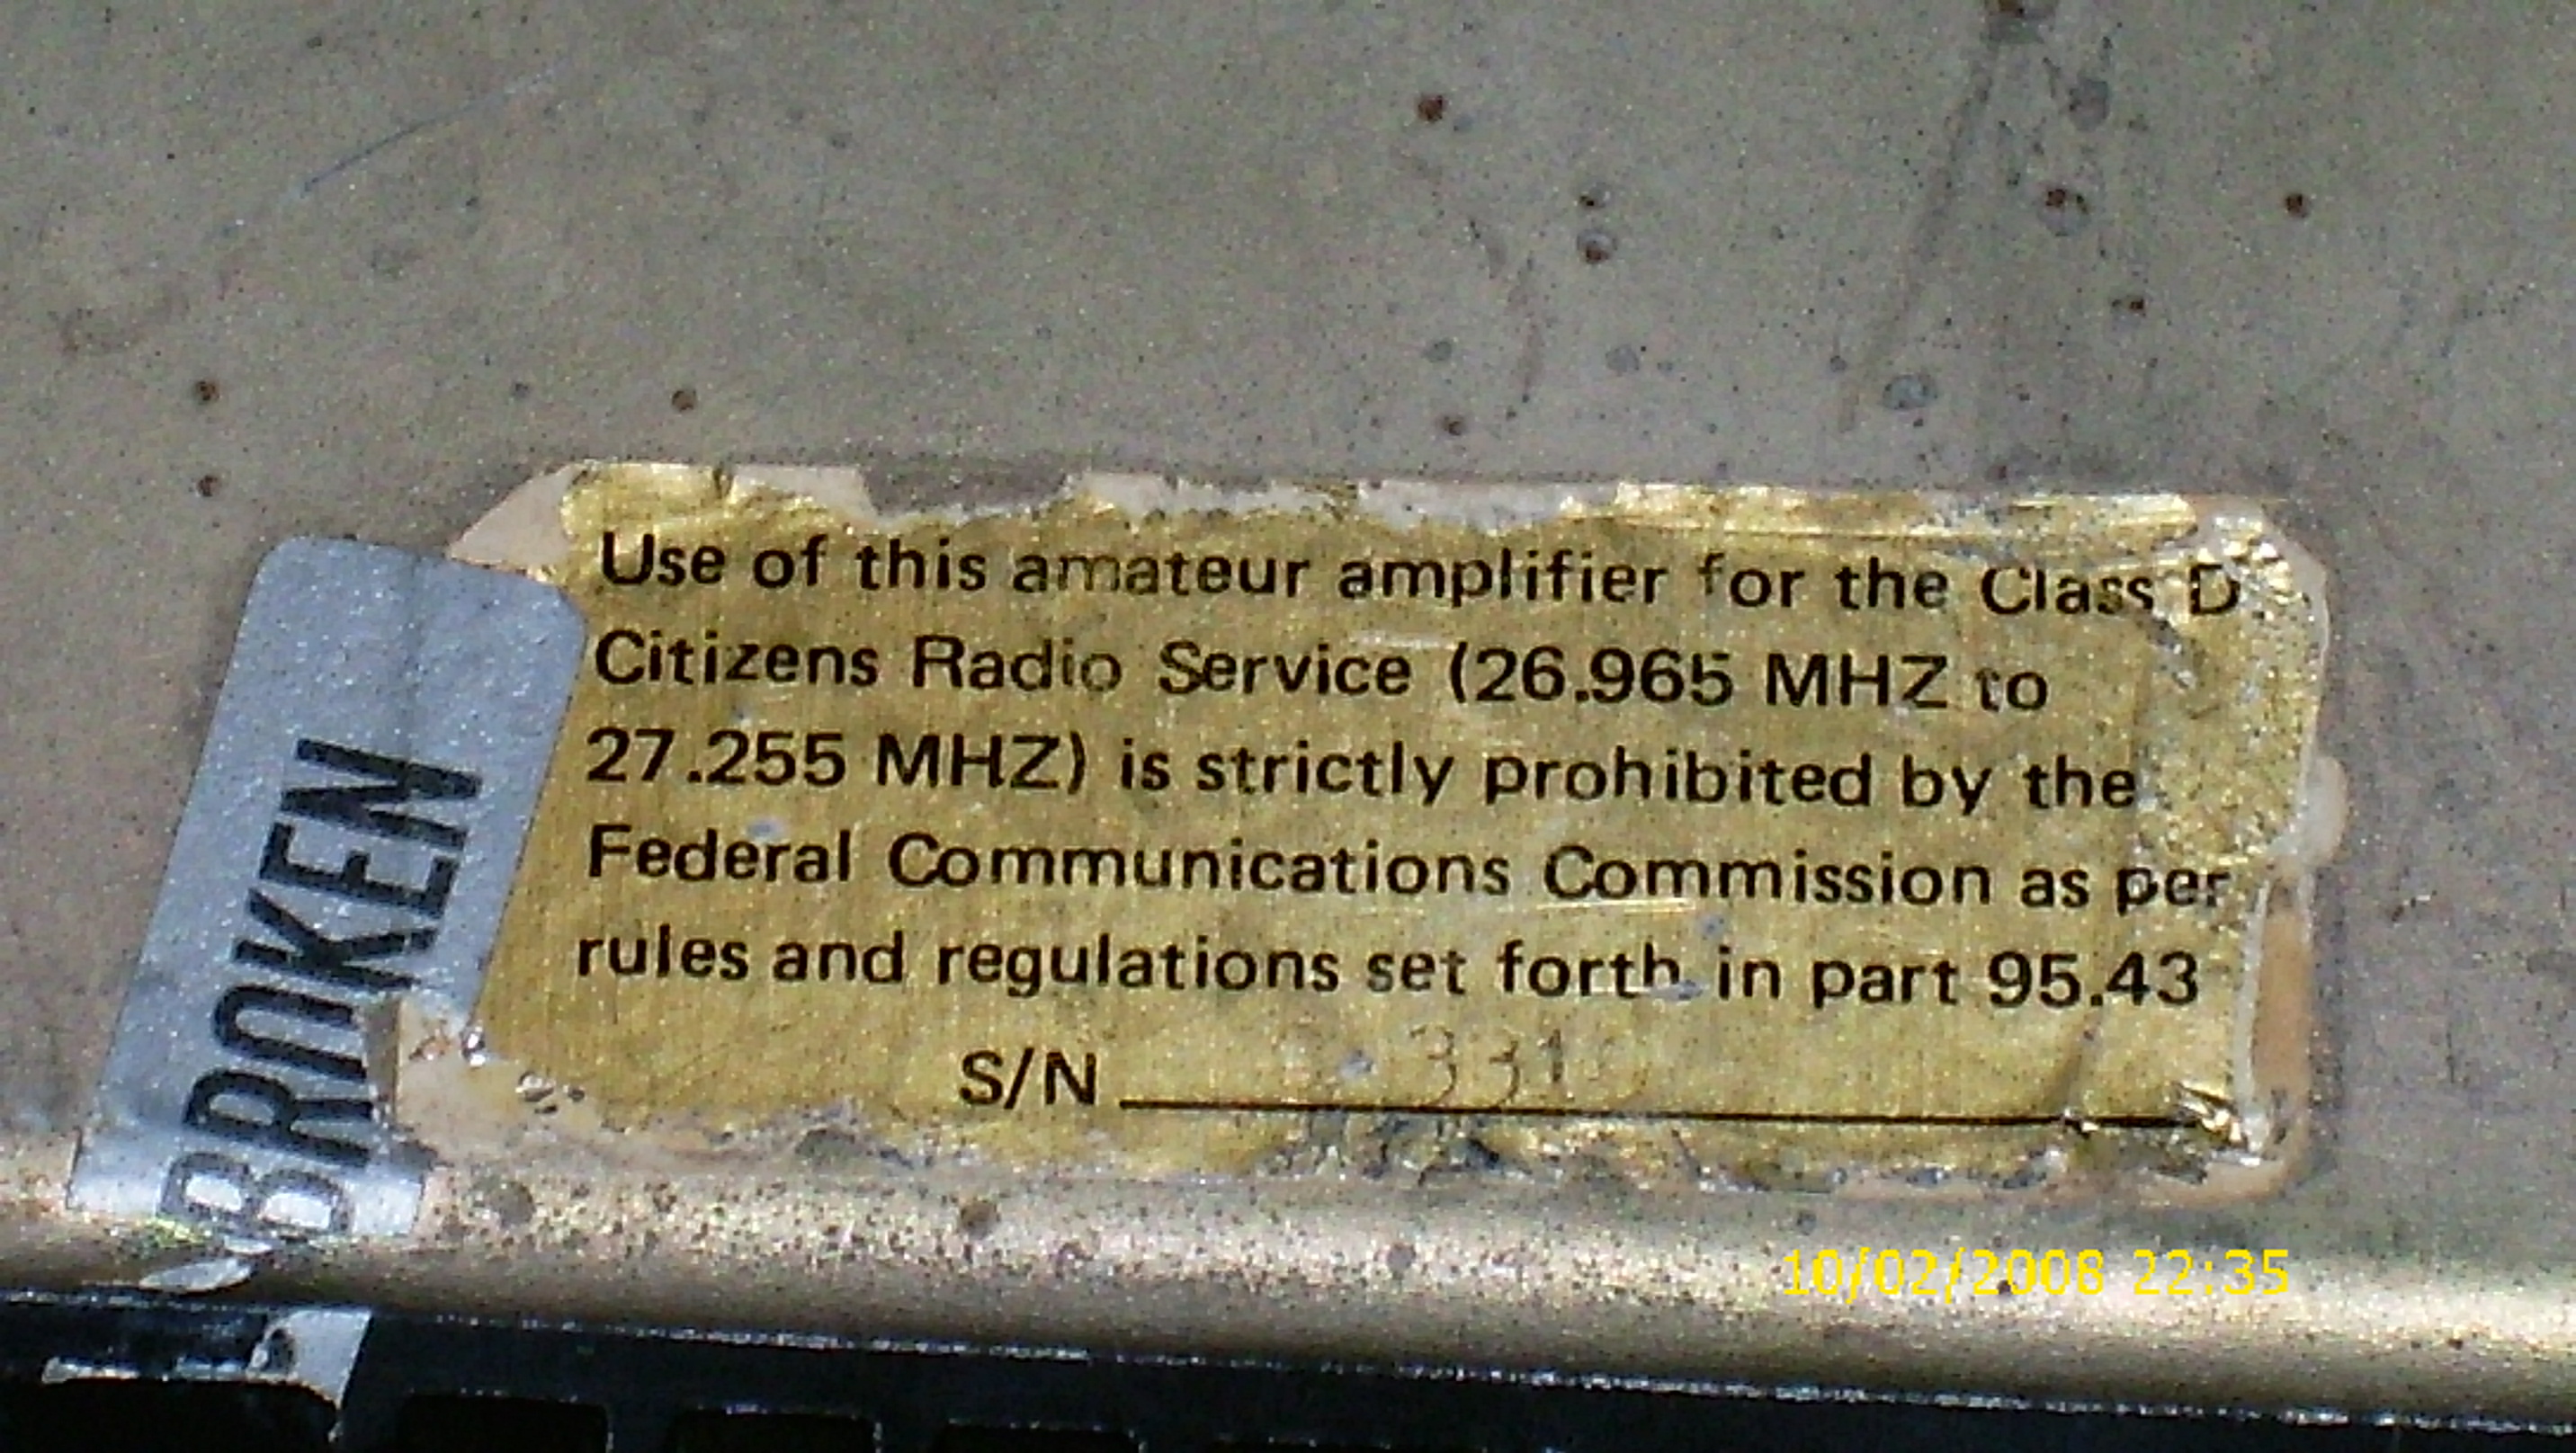 Use of this amateur amplifier for the Class D
Citizens Radio Service (26.965 MHZ to
27.255 MHZ) is strictly prohibited by the
Federal Communications Commission as per
rules and regulations set forth in part 95.43
S/N
BROKEN
10/02/2008 22:35